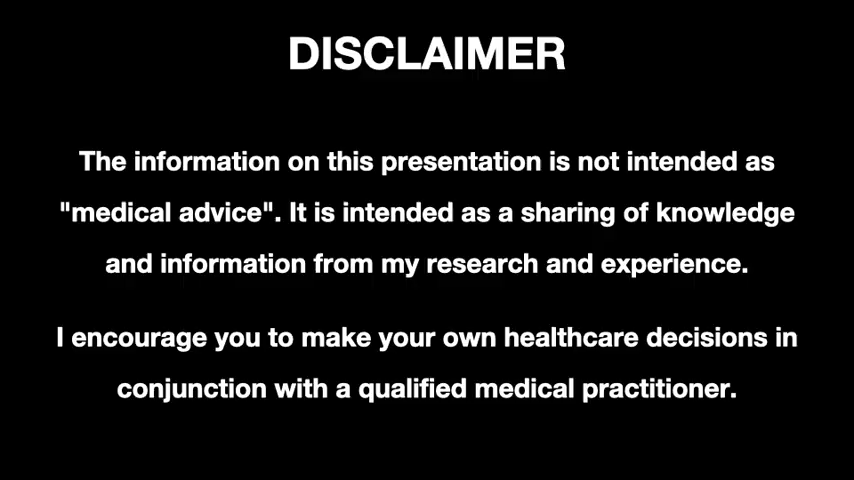 DISCLAIMER
The information on this presentation is not intended as
"medical advice". It is intended as a sharing of knowledge
and information from my research and experience.
I encourage you to make your own healthcare decisions in
conjunction with a qualified medical practitioner.